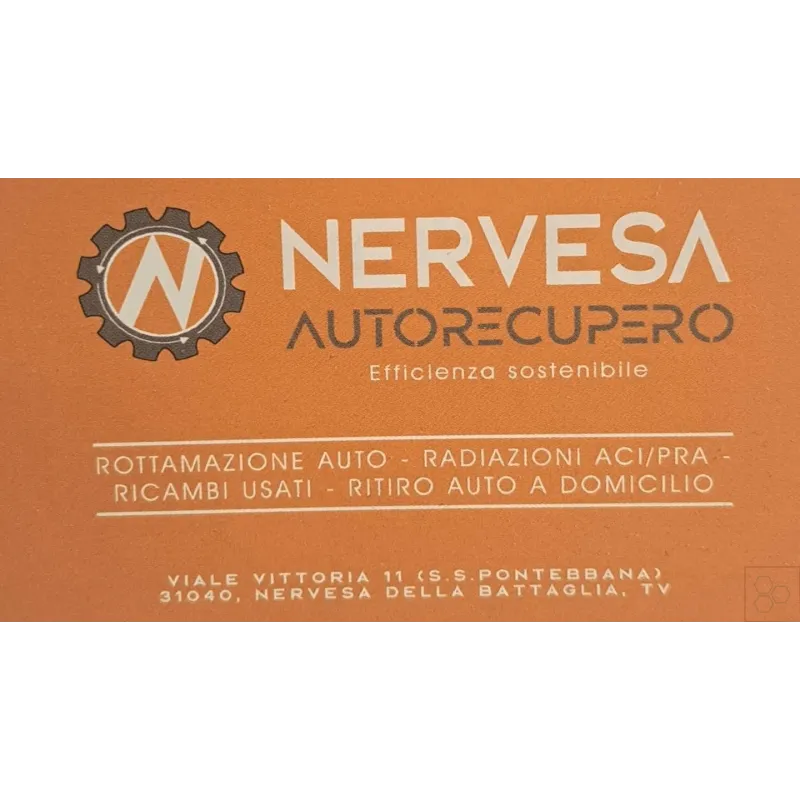 N
NERVESA
AUTORECUPERO
Efficienza sostenibile
ROTTAMAZIONE AUTO - RADIAZIONI ACI/PRA -
RICAMBI USATI - RITIRO AUTO A DOMICILIO
VIALE VITTORIA 11 (S.S.PONTEBBANA)
31040, NERVESA DELLA BATTAGLIA, TV